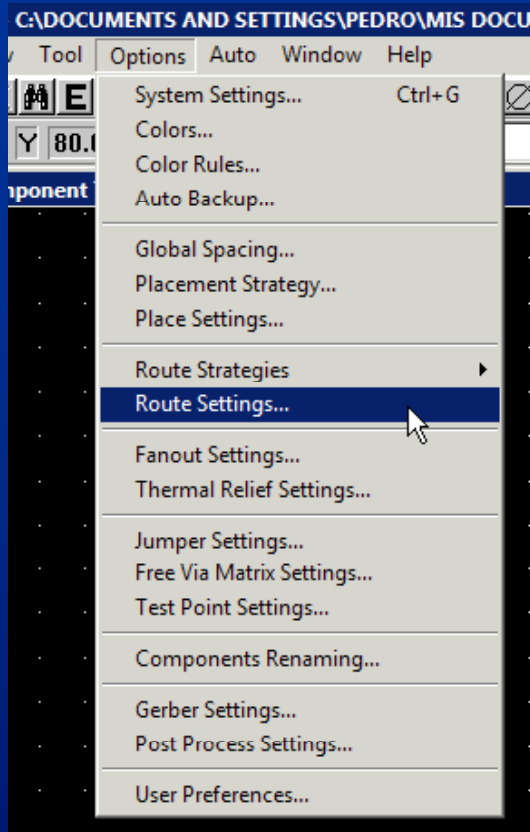 C:\DOCUMENTS AND SETTINGS\PEDRO\MIS DOCU
Tool Options Auto Window Help
E System Settings... Ctrl+G
Y 80. Colors...
Color Rules...
Auto Backup...
Global Spacing...
Placement Strategy...
Place Settings...
Route Strategies
Route Settings...
Fanout Settings...
Thermal Relief Settings...
Jumper Settings...
Free Via Matrix Settings...
Test Point Settings...
Components Renaming...
Gerber Settings...
Post Process Settings...
User Preferences...